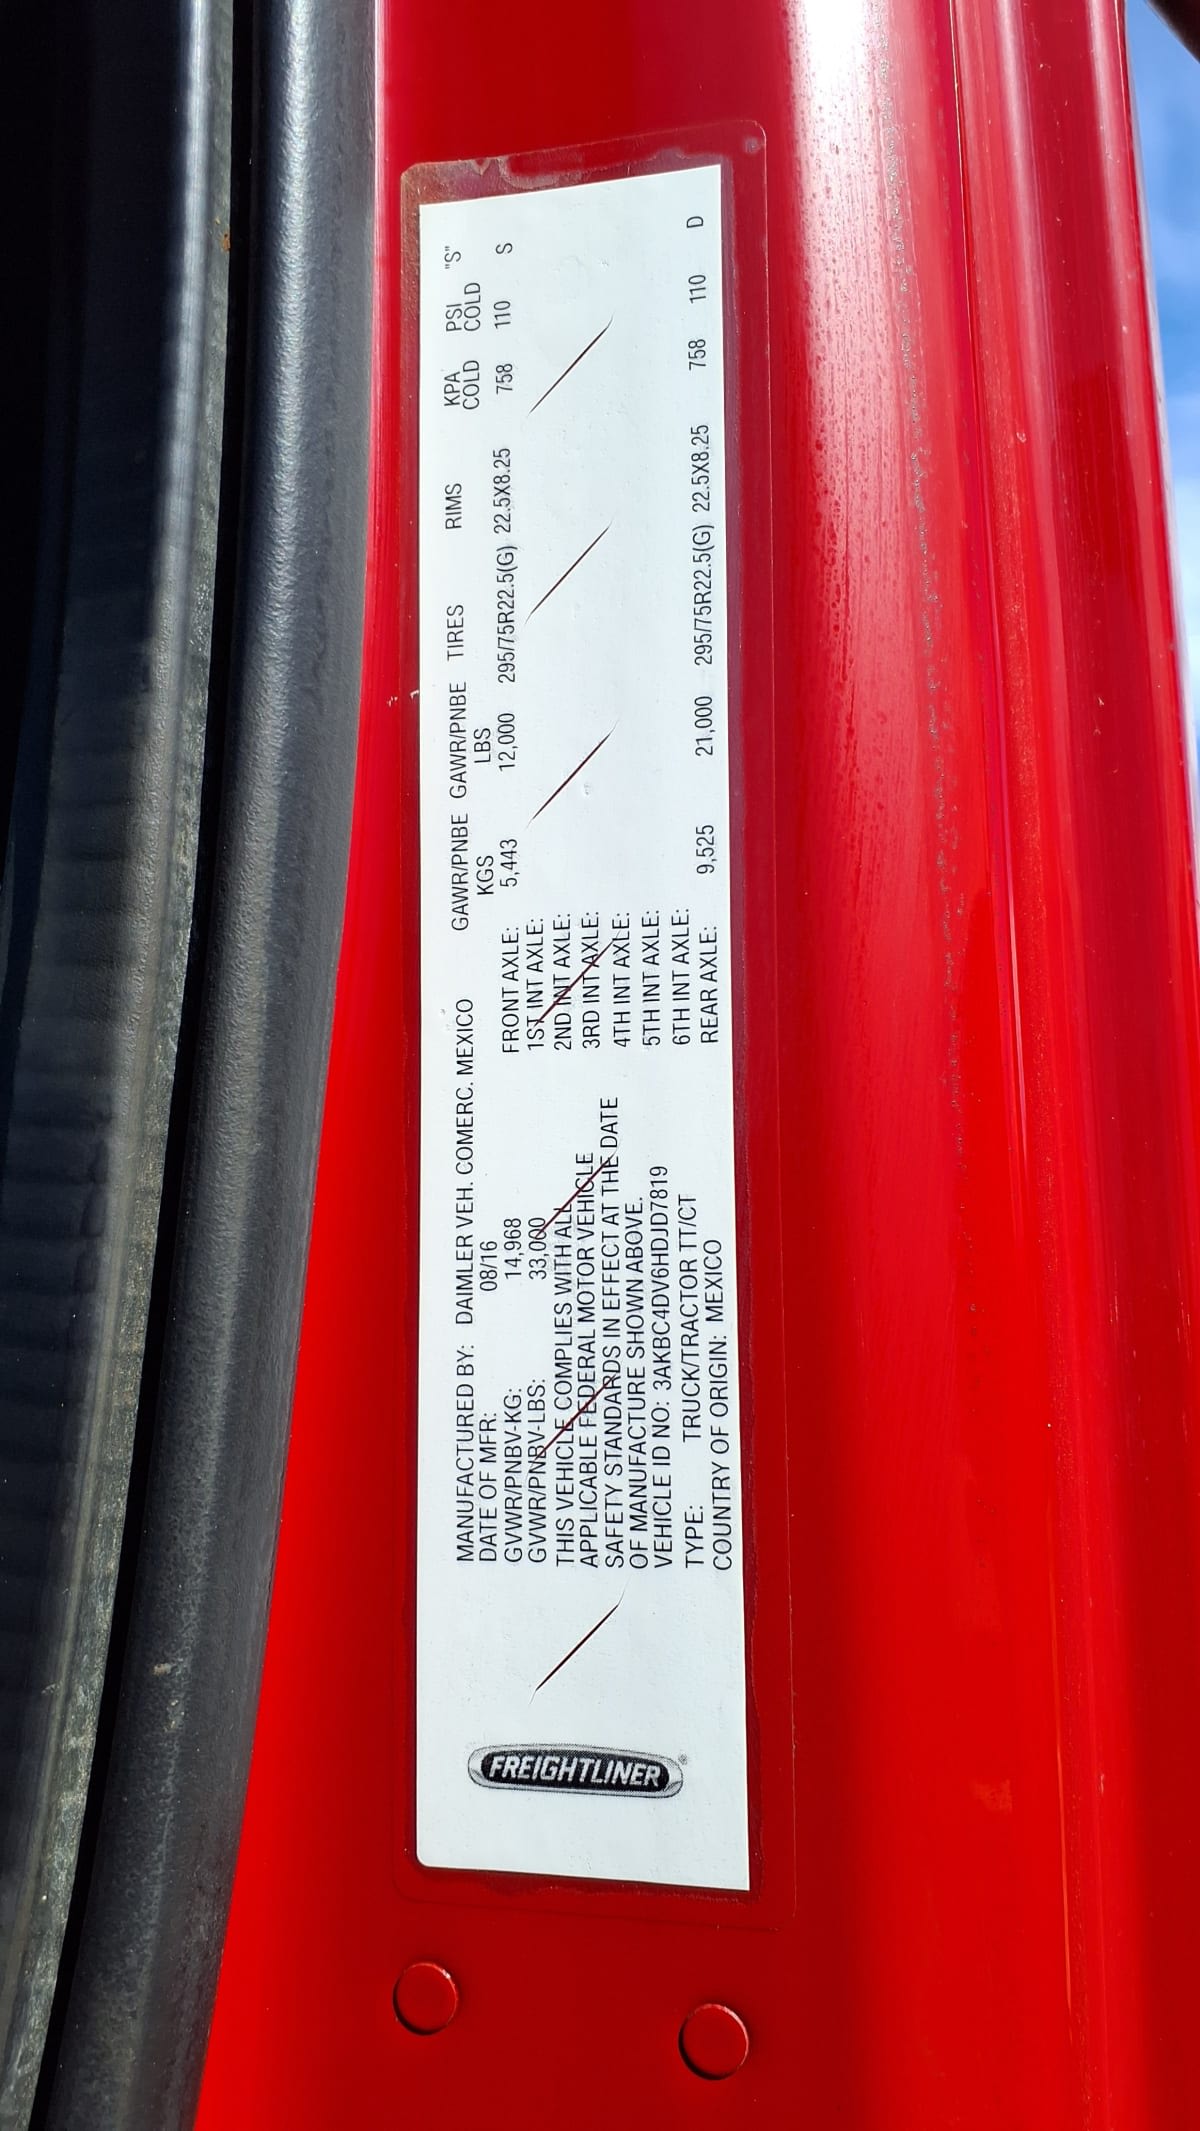 FREIGHTLINER®
MANUFACTURED BY: DAIMLER VEH. COMERC. MEXICO
DATE OF MFR: 08/16
GVWR/PNBV-KG: 14,968
GVWR/PNBV-LBS: 33,000
THIS VEHICLE COMPLIES WITH ALL
APPLICABLE FEDERAL MOTOR VEHICLE
SAFETY STANDARDS IN EFFECT AT THE DATE
OF MANUFACTURE SHOWN ABOVE.
VEHICLE ID NO: 3AKBC4DV6HDJD7819
TYPE: TRUCK/TRACTOR TT/CT
COUNTRY OF ORIGIN: MEXICO
GAWR/PNBE GAWR/PNBE TIRES RIMS KPA PSI "S"
KGS LBS COLD COLD
FRONT AXLE: 5,443 12,000 295/75R22.5(G) 22.5X8.25 758 110 S
1ST INT AXLE:
2ND INT AXLE:
3RD INT AXLE:
4TH INT AXLE:
5TH INT AXLE:
6TH INT AXLE:
REAR AXLE: 9,525 21,000 295/75R22.5(G) 22.5X8.25 758 110 D